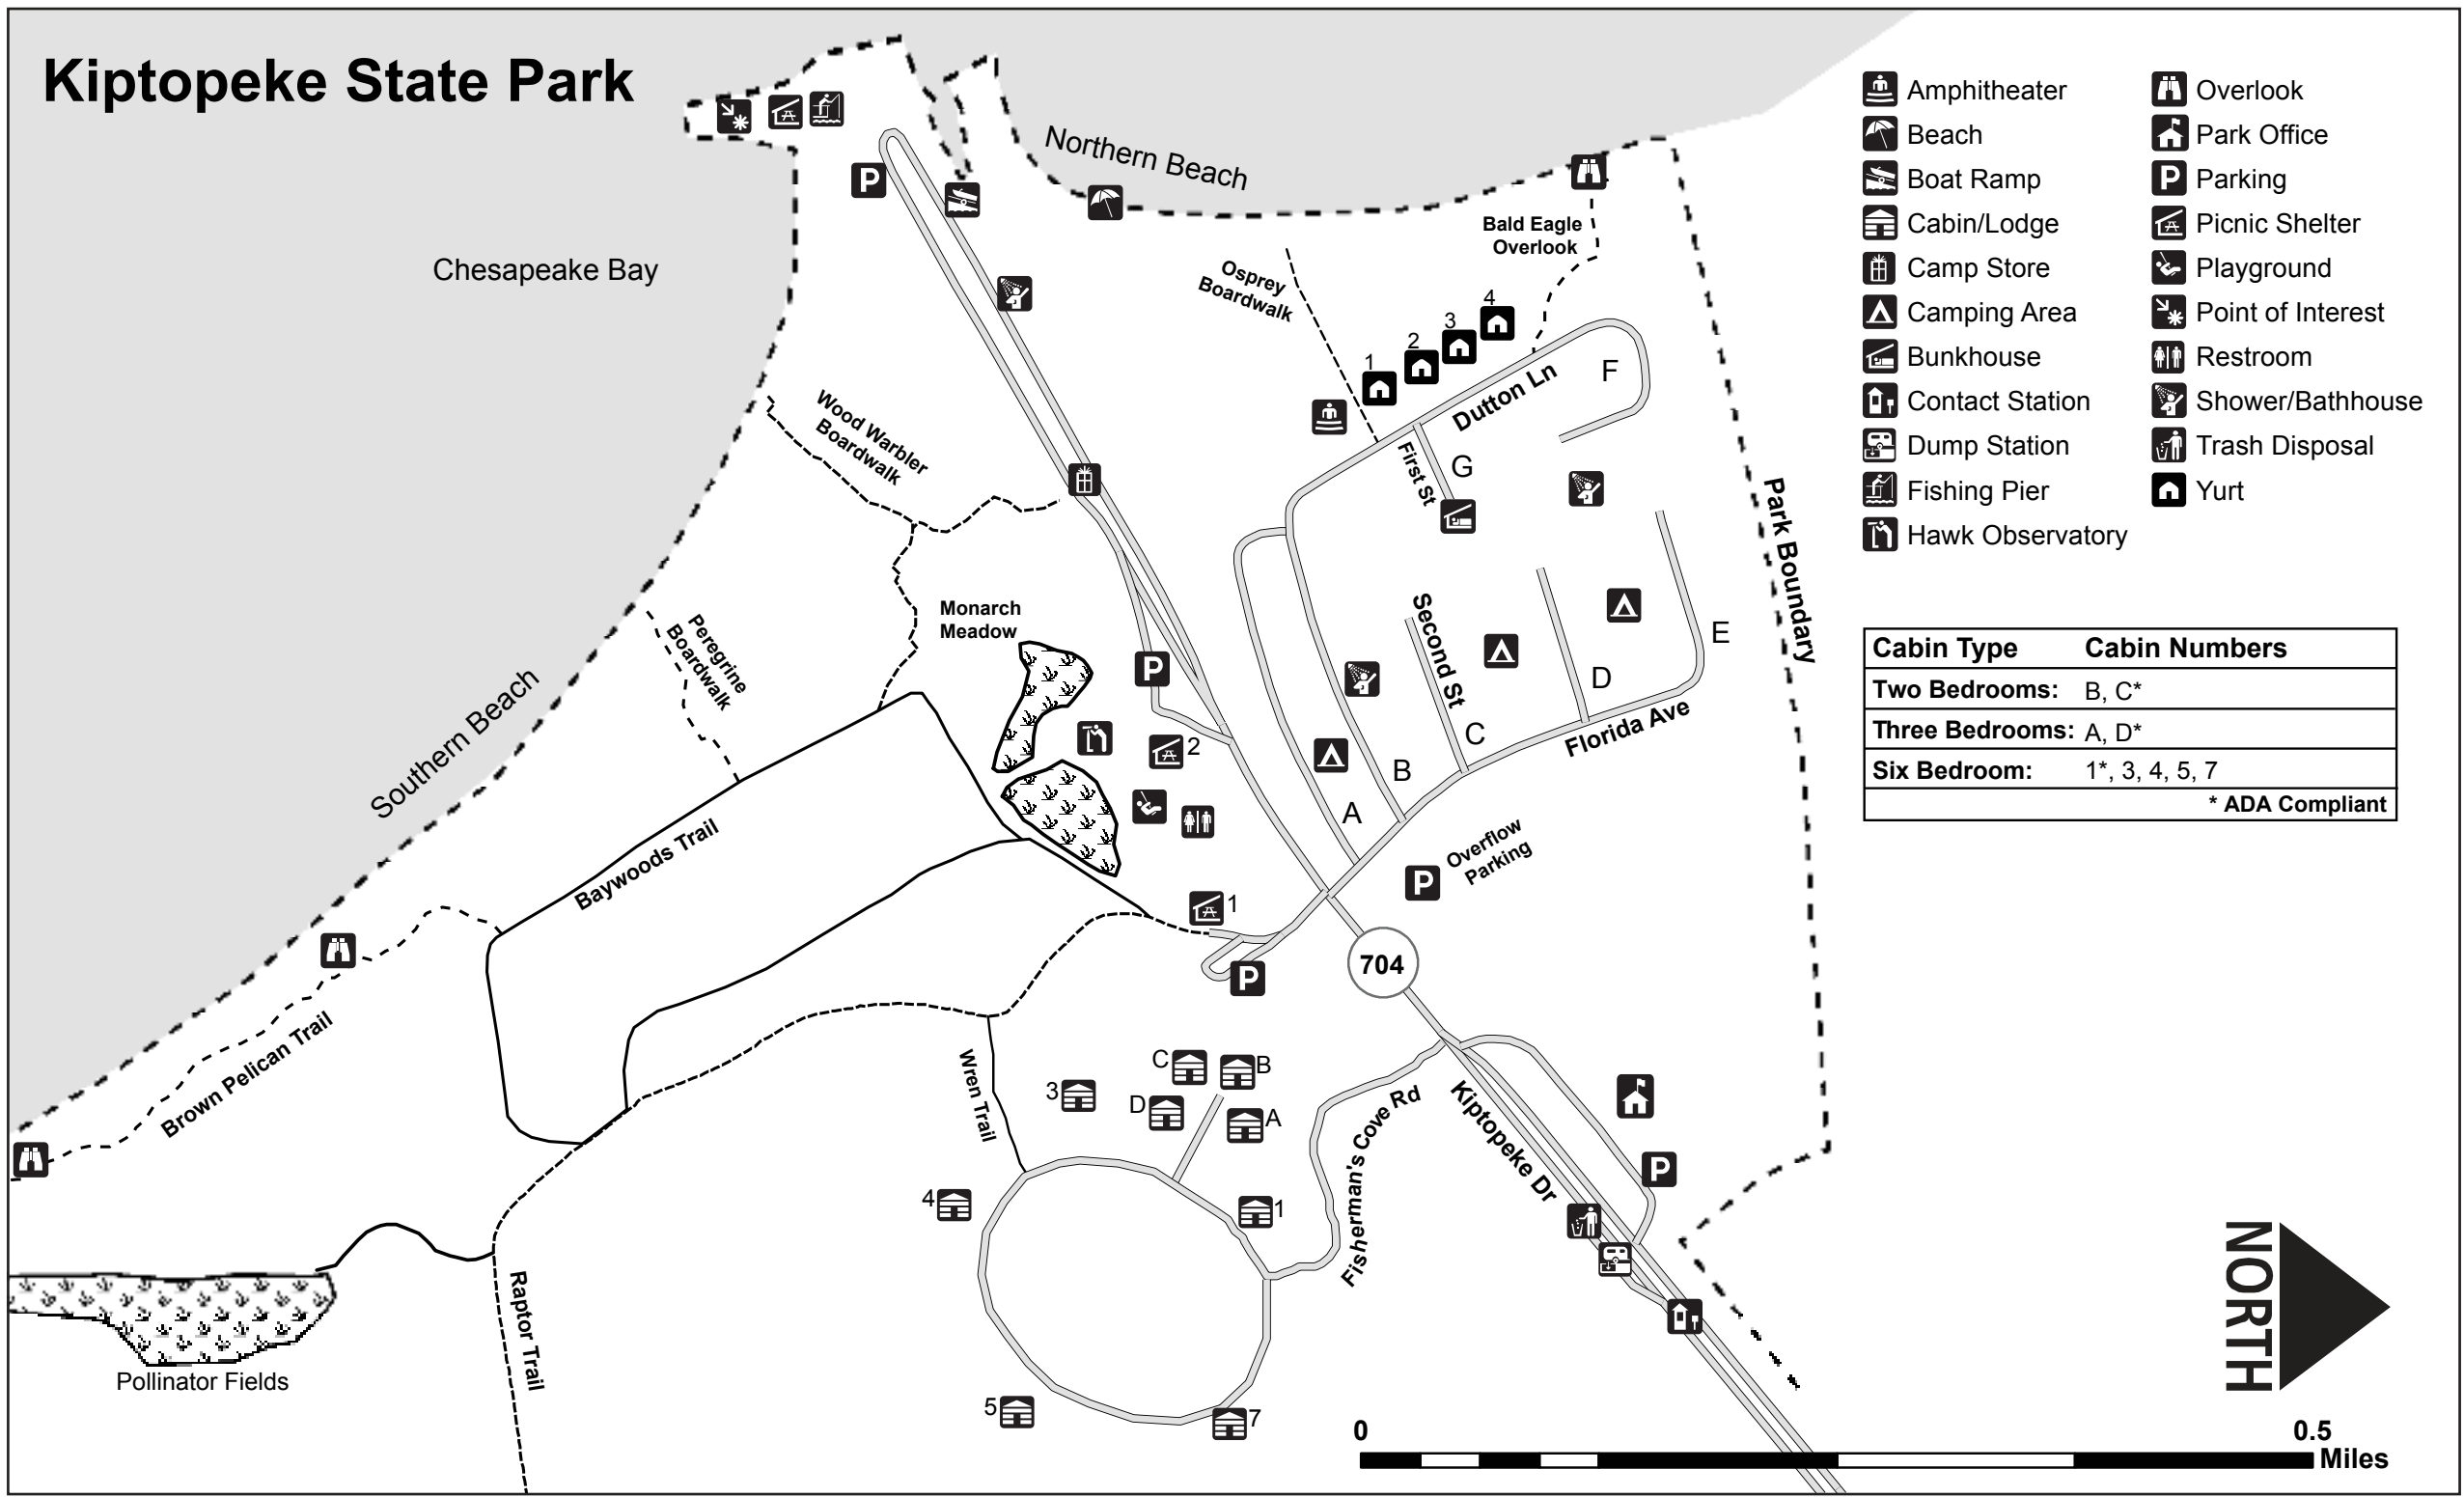 Kiptopeke State Park
Northern Beach
Chesapeake Bay
Bald Eagle
Overlook
Osprey
Boardwalk
1
2
3
4
Dutton Ln
F
First St
G
Wood Warbler
Boardwalk
Monarch
Meadow
Peregrine
Boardwalk
Southern Beach
P
P
Second St
E
D
C
B
A
Florida Ave
Park Boundary
2
1
P
Overflow
Parking
P
704
Baywoods Trail
Brown Pelican Trail
Wren Trail
C
B
3
D
A
4
1
5
7
Fisherman's Cove Rd
Kiptopeke Dr
P
Raptor Trail
Pollinator Fields
Amphitheater
Beach
Boat Ramp
Cabin/Lodge
Camp Store
Camping Area
Bunkhouse
Contact Station
Dump Station
Fishing Pier
Hawk Observatory
Overlook
Park Office
P Parking
Picnic Shelter
Playground
Point of Interest
Restroom
Shower/Bathhouse
Trash Disposal
Yurt
Cabin Type Cabin Numbers
Two Bedrooms: B, C*
Three Bedrooms: A, D*
Six Bedroom: 1*, 3, 4, 5, 7
* ADA Compliant
NORTH
0 0.5
Miles